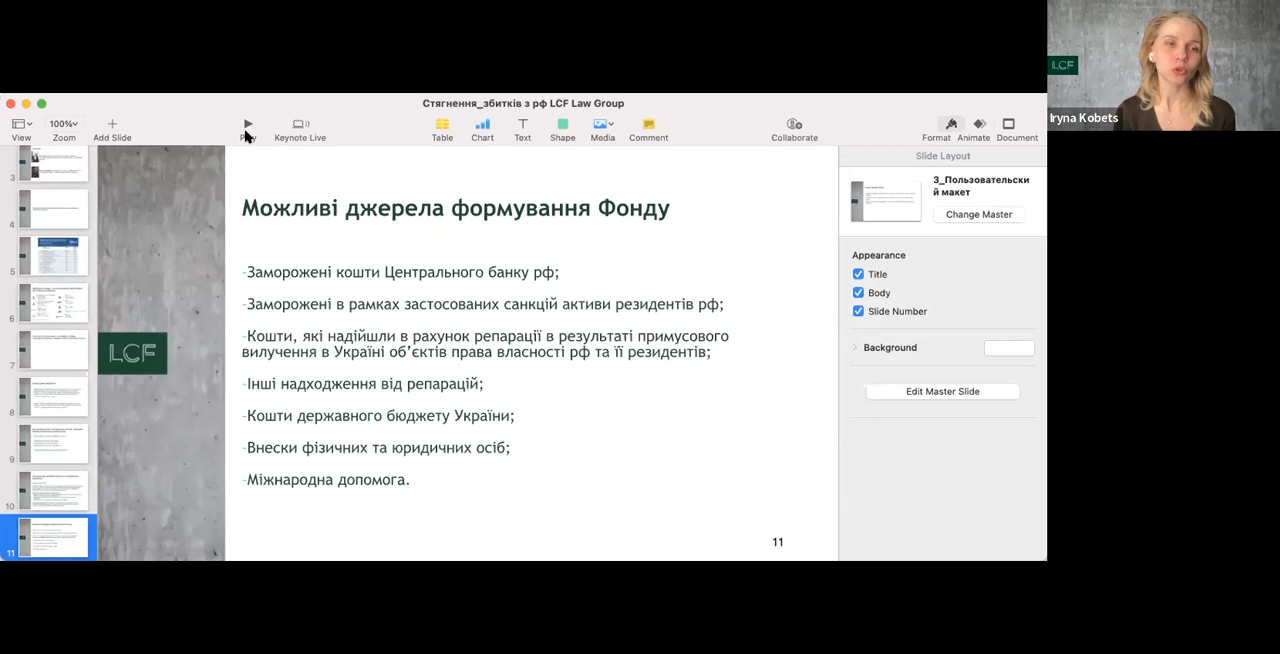 LCF
Iryna Kobets
Стягнення_збитків з рф LCF Law Group
View
100%
Zoom
Add Slide
Play
Keynote Live
Table
Chart
Text
Shape
Media
Comment
Collaborate
Format
Animate
Document
3
4
5
6
7
8
9
10
11
LCF
Можливі джерела формування Фонду
-Заморожені кошти Центрального банку рф;
-Заморожені в рамках застосованих санкцій активи резидентів рф;
-Кошти, які надійшли в рахунок репарації в результаті примусового
вилучення в Україні об’єктів права власності рф та її резидентів;
-Інші надходження від репарацій;
-Кошти державного бюджету України;
-Внески фізичних та юридичних осіб;
-Міжнародна допомога.
11
Slide Layout
3_Пользовательски
й макет
Change Master
Appearance
Title
Body
Slide Number
Background
Edit Master Slide